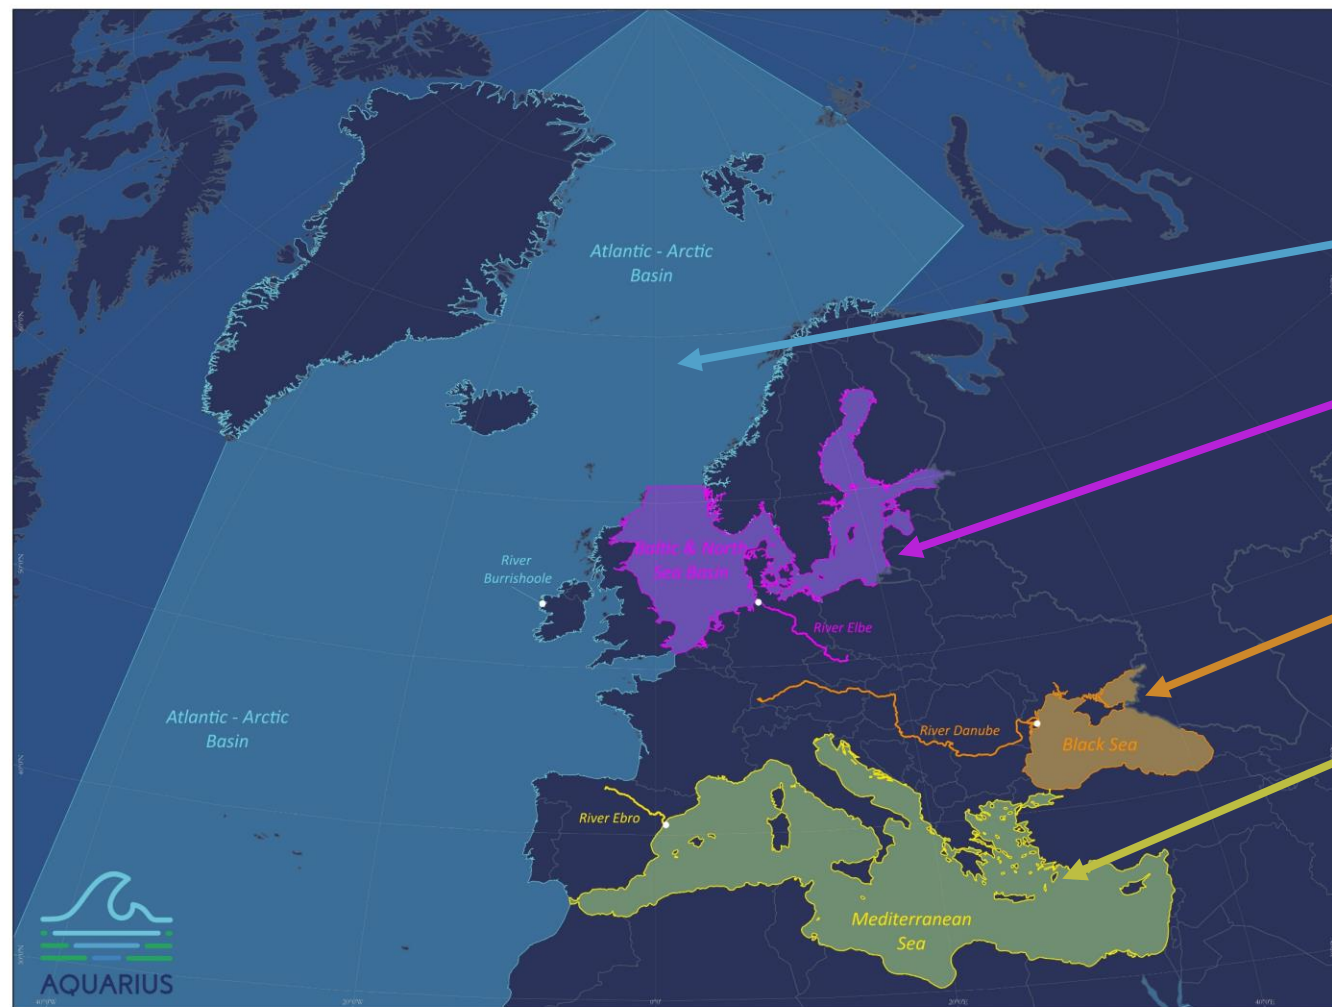 Atlantic - Arctic
Basin
River
Burrishoole
Baltic & North
Sea Basin
River Elbe
Atlantic - Arctic
Basin
River Danube
Black Sea
River Ebro
Mediterranean
Sea
AQUARIUS